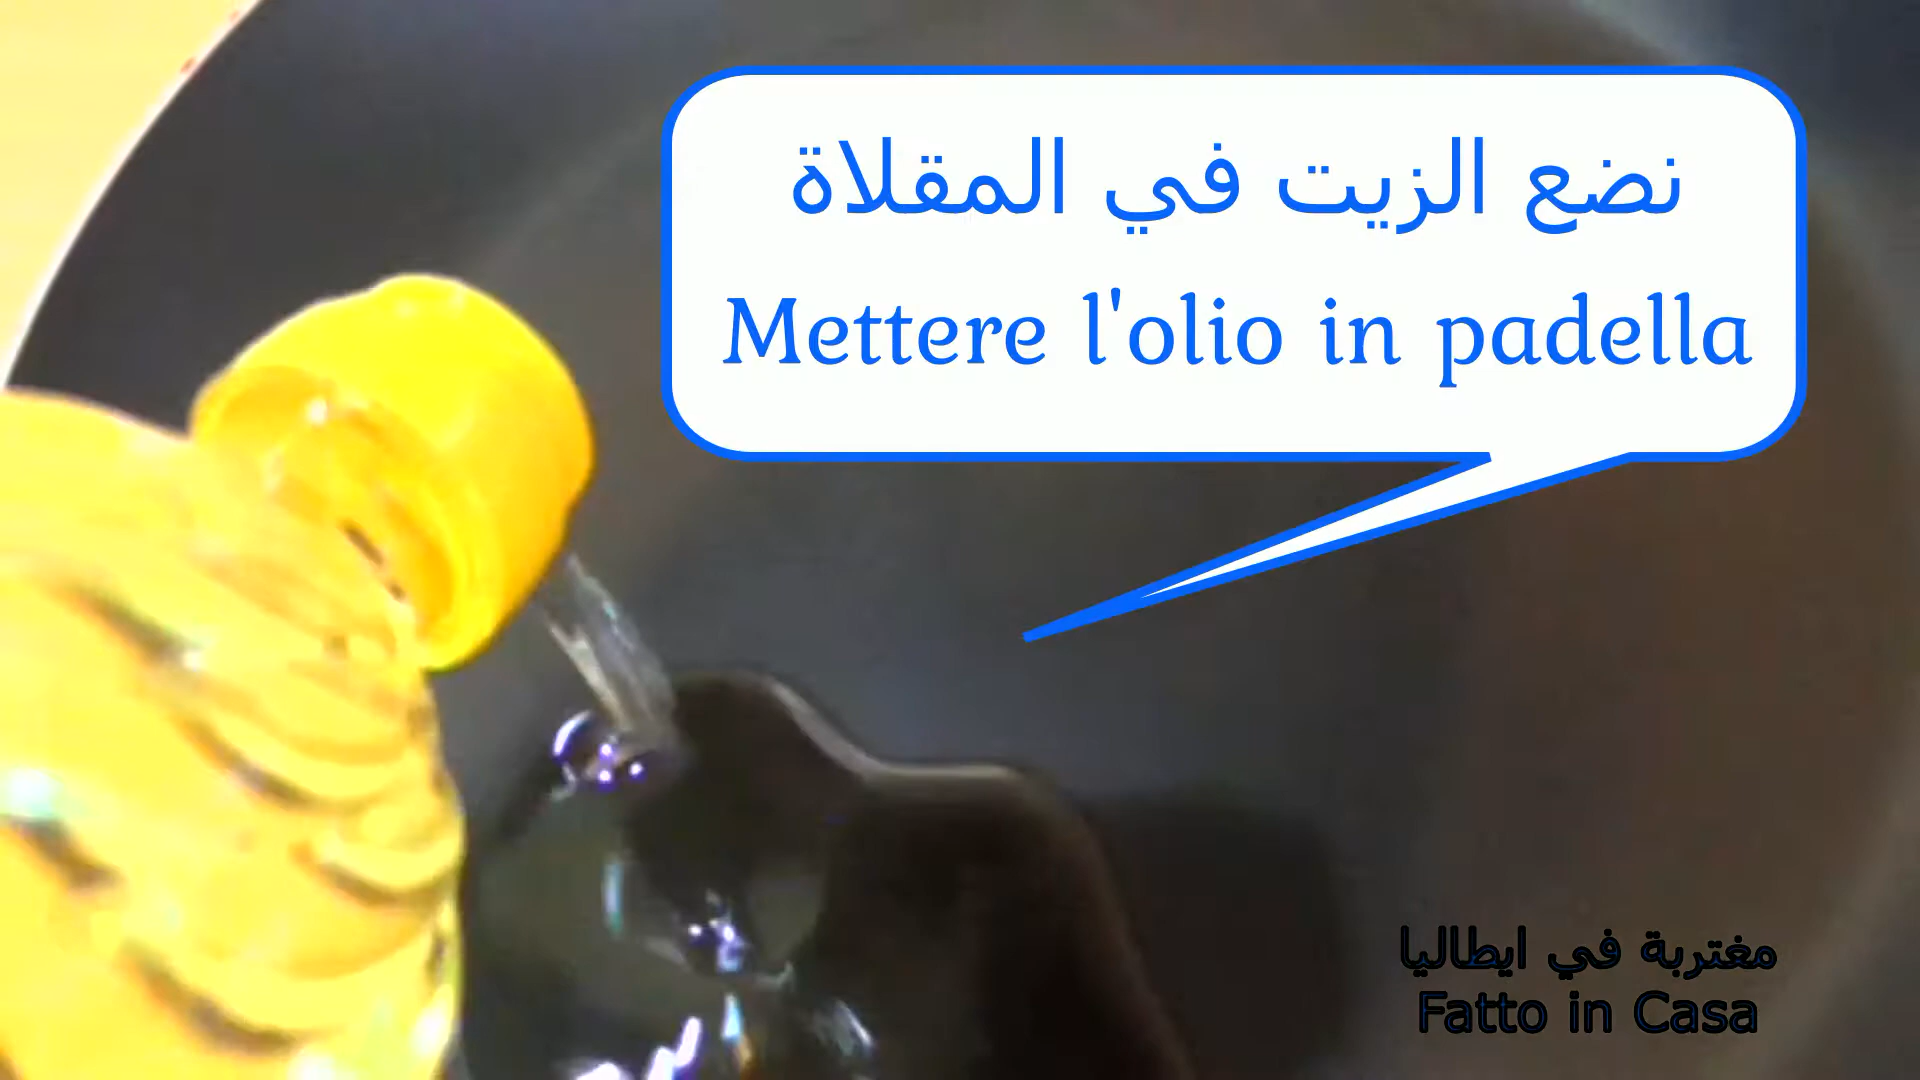 نضع الزيت في المقلاة
Mettere l'olio in padella
مغتربة في ايطاليا
Fatto in Casa